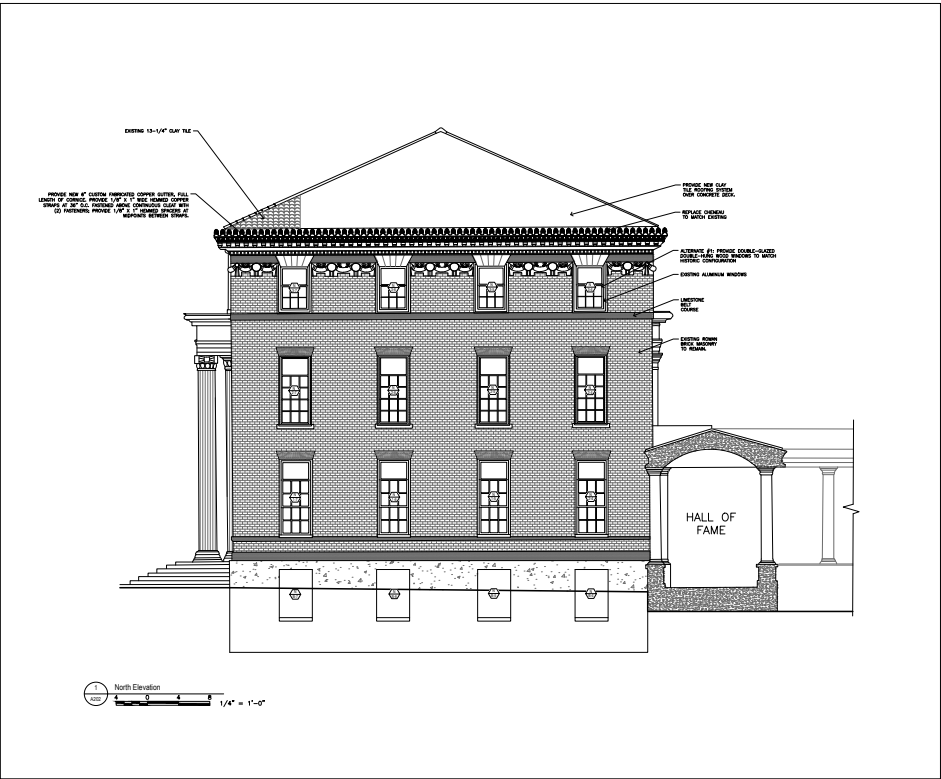 EXISTING 13-1/4" CLAY TILE
PROVIDE NEW 6" CUSTOM FABRICATED COPPER GUTTER, FULL
LENGTH OF CORNICE. PROVIDE 1/8" X 1" WIDE HEMMED COPPER
STRAPS AT 36" O.C. FASTENED ABOVE CONTINUOUS CLEAT WITH
(2) FASTENERS; PROVIDE 1/8" X 1" HEMMED SPACERS AT
MIDPOINTS BETWEEN STRAPS.
PROVIDE NEW CLAY
TILE ROOFING SYSTEM
OVER CONCRETE DECK.
REPLACE CHENEAU
TO MATCH EXISTING
ALTERNATE #1: PROVIDE DOUBLE-GLAZED
DOUBLE-HUNG WOOD WINDOWS TO MATCH
HISTORIC CONFIGURATION
EXISTING ALUMINUM WINDOWS
LIMESTONE
BELT
COURSE
EXISTING ROMAN
BRICK MASONRY
TO REMAIN.
HALL OF
FAME
1
A202
North Elevation
4 0 4 8
1/4" = 1'-0"